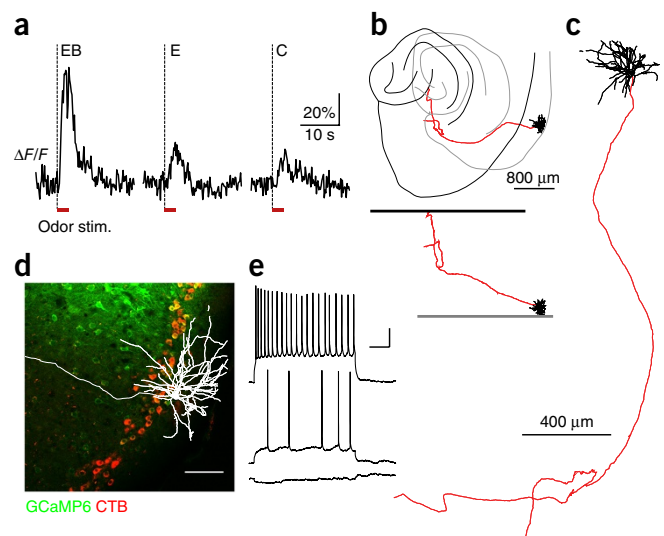 a
EB
E
C
20%
10 s
ΔF/F
Odor stim.
b
800 μm
c
d
GCaMP6 CTB
e
400 μm